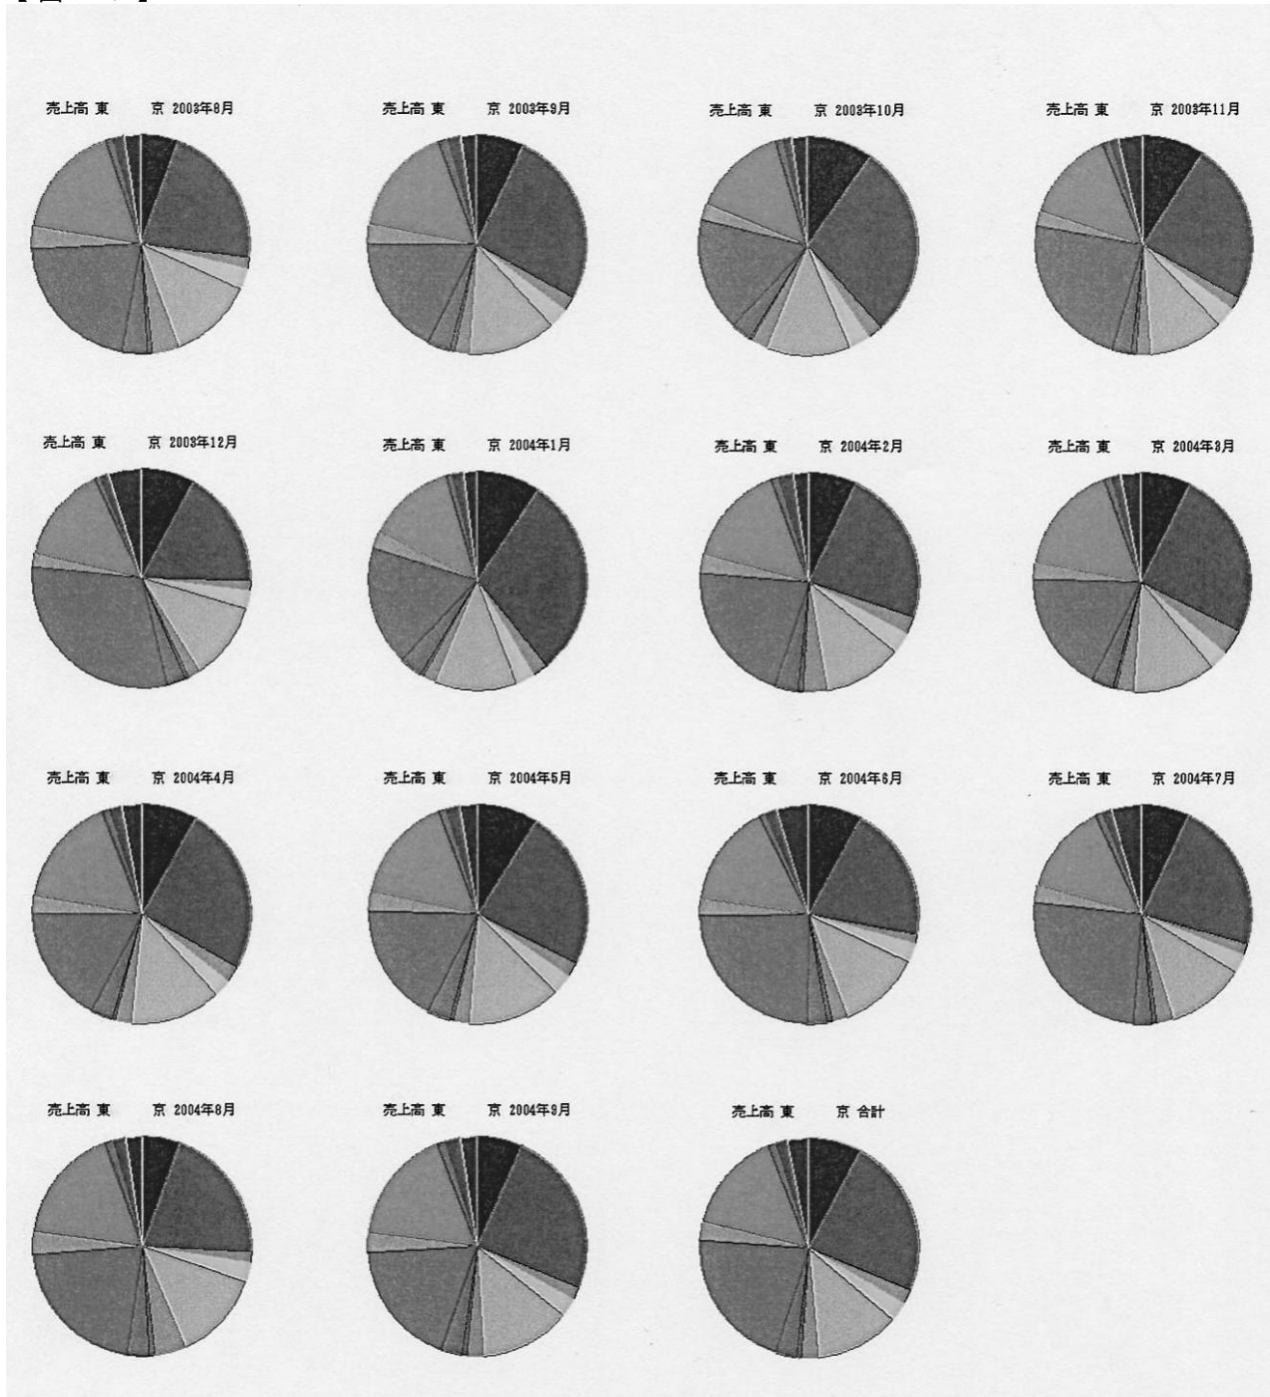 売上高 東 京 2003年8月
売上高 東 京 2003年9月
売上高 東 京 2003年10月
売上高 東 京 2003年11月
売上高 東 京 2003年12月
売上高 東 京 2004年1月
売上高 東 京 2004年2月
売上高 東 京 2004年3月
売上高 東 京 2004年4月
売上高 東 京 2004年5月
売上高 東 京 2004年6月
売上高 東 京 2004年7月
売上高 東 京 2004年8月
売上高 東 京 2004年9月
売上高 東 京 合計